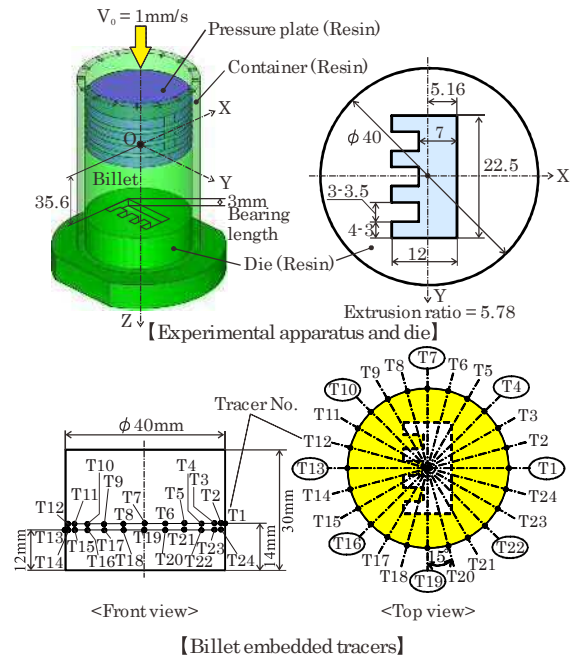 V₀ = 1mm/s
Pressure plate (Resin)
Container (Resin)
X
O
Billet
Y
35.6
3mm
Bearing length
Die (Resin)
Z
5.16
φ40
7
22.5
X
3-3.5
4-3
12
Y
Extrusion ratio = 5.78
【Experimental apparatus and die】
φ40mm
Tracer No.
T10
T9
T12
T11
T7
T8
T4
T3
T5
T6
T2
T1
T13
T15
T17
T19
T21
T23
T14
T16
T18
T20
T22
T24
12mm
14mm
30mm
<Front view>
T7
T8
T6
T9
T5
T10
T4
T11
T3
T12
T2
T13
T1
T14
T24
T15
T23
T16
T22
T17
T21
T18
15°
T20
T19
<Top view>
【Billet embedded tracers】